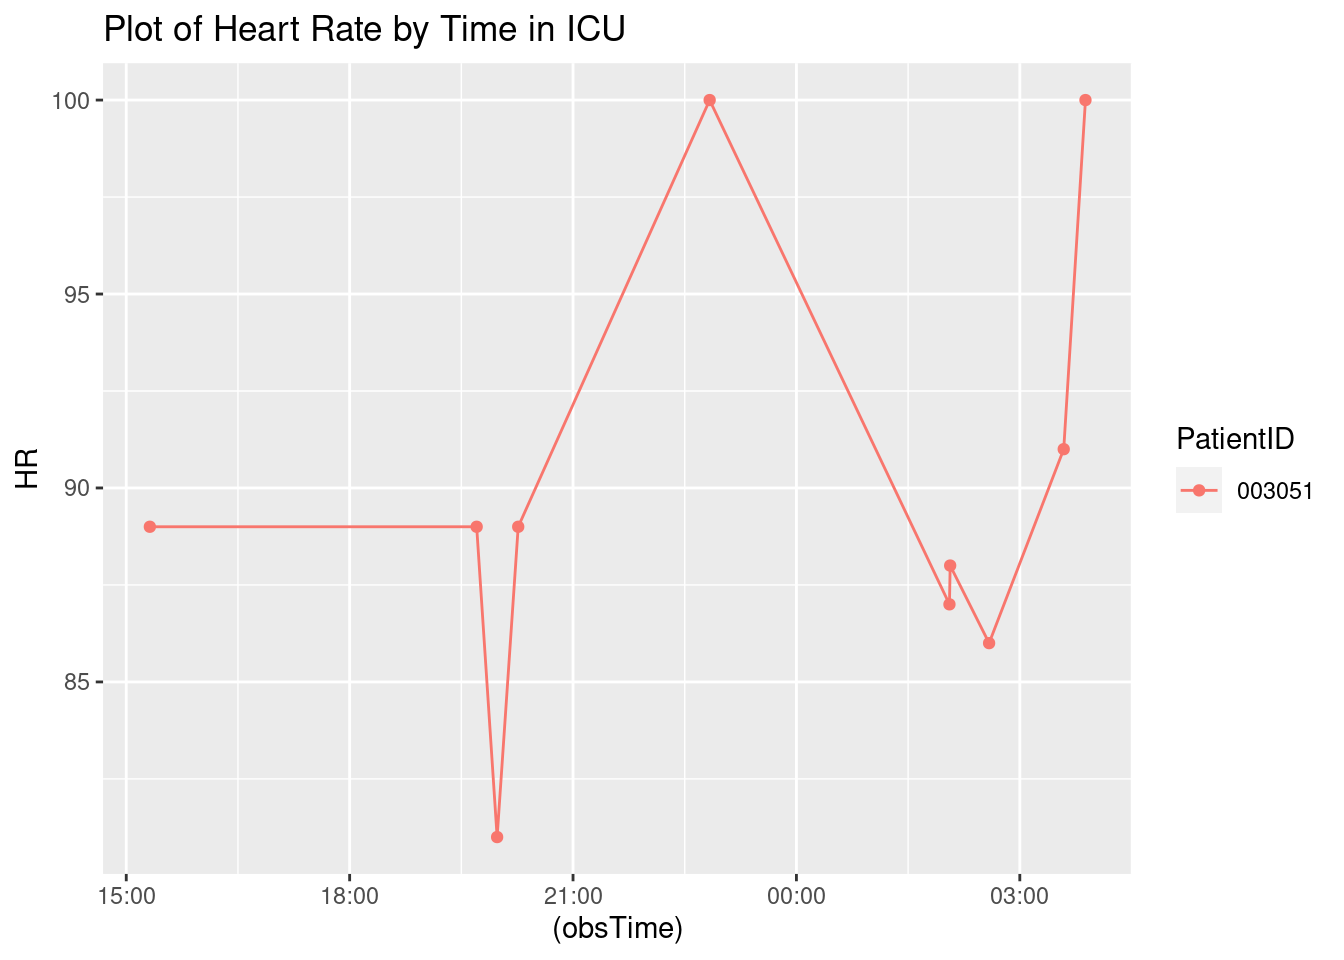 Plot of Heart Rate by Time in ICU
100
95
90
85
HR
15:00 18:00 21:00 00:00 03:00
(obsTime)
PatientID
003051